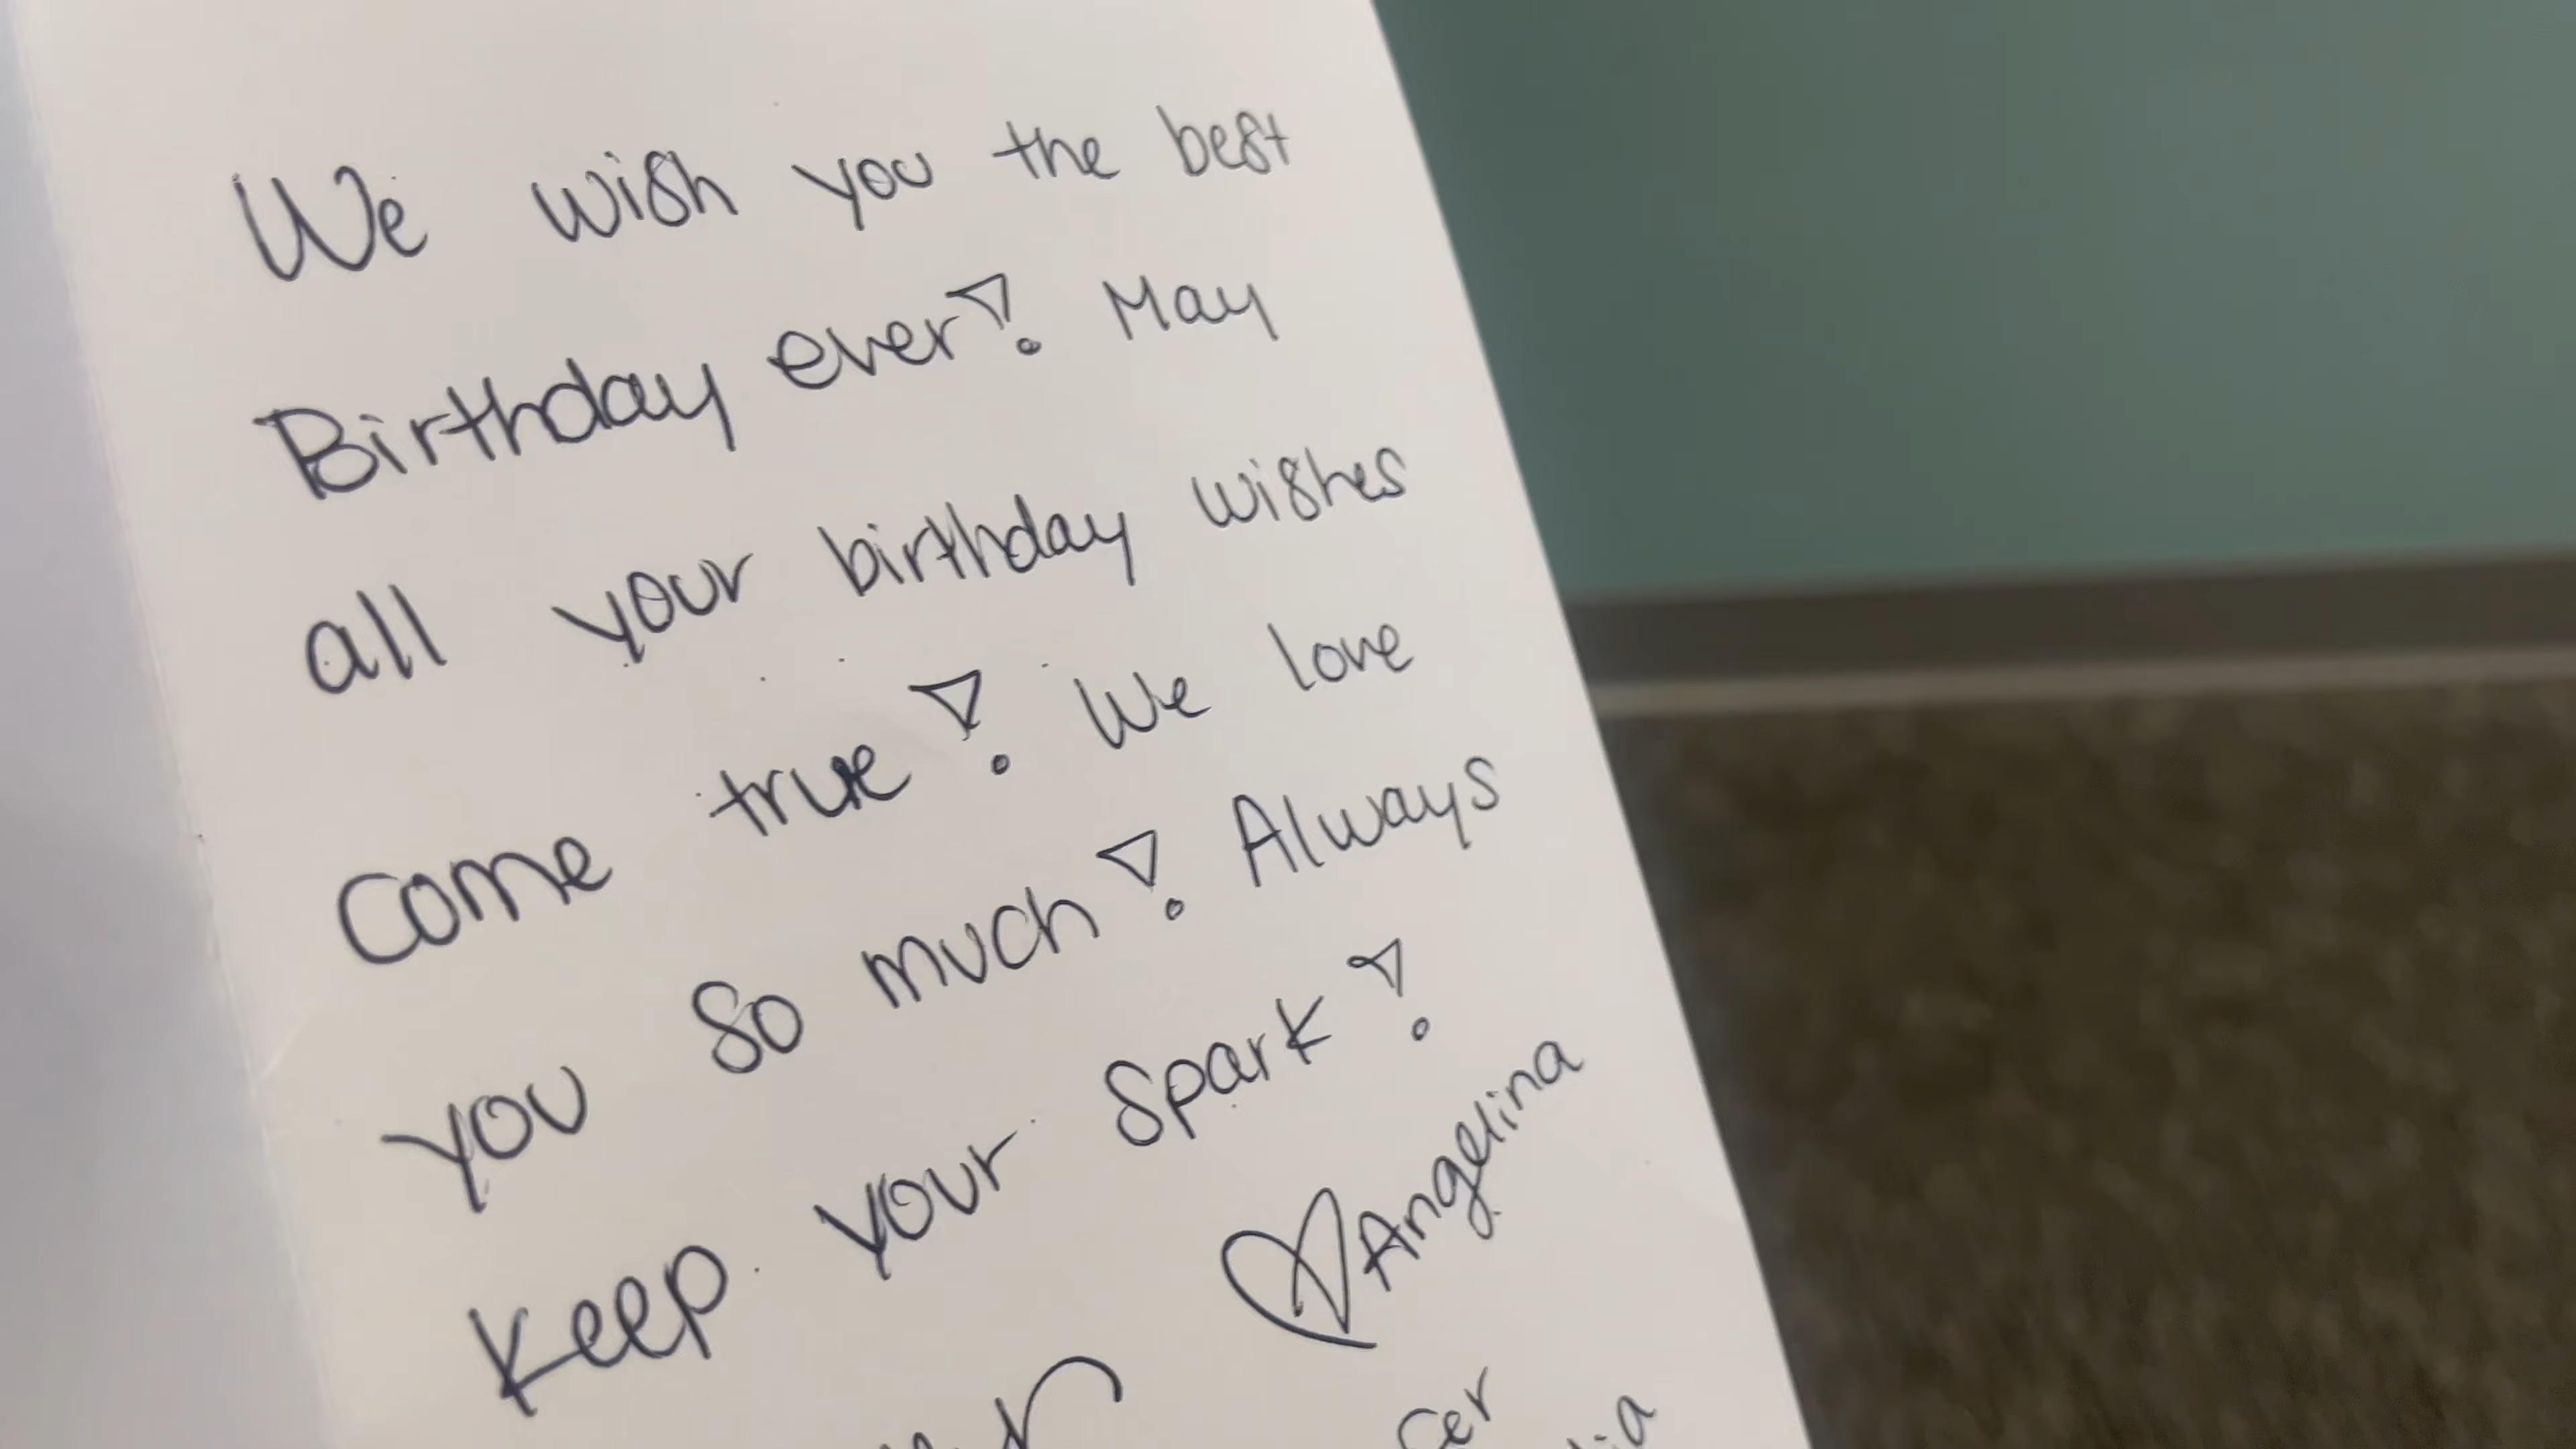 We wish you the best
Birthday ever! May
all your birthday wishes
come true! We love
you so much! Always
Keep your spark!
♡Angelina